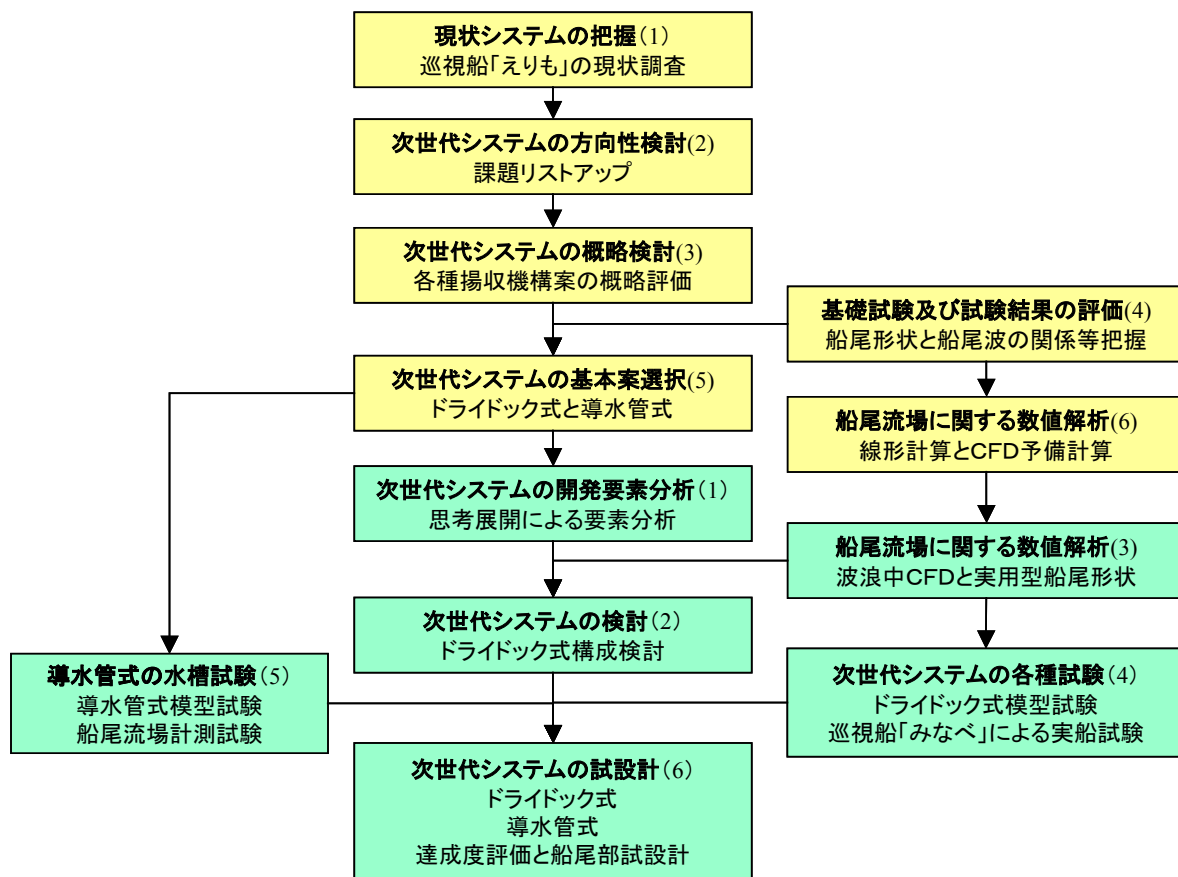 現状システムの把握(1)
巡視船「えりも」の現状調査
次世代システムの方向性検討(2)
課題リストアップ
次世代システムの概略検討(3)
各種揚収機構案の概略評価
基礎試験及び試験結果の評価(4)
船尾形状と船尾波の関係等把握
次世代システムの基本案選択(5)
ドライドック式と導水管式
船尾流場に関する数値解析(6)
線形計算とCFD予備計算
次世代システムの開発要素分析(1)
思考展開による要素分析
船尾流場に関する数値解析(3)
波浪中CFDと実用型船尾形状
次世代システムの検討(2)
ドライドック式構成検討
導水管式の水槽試験(5)
導水管式模型試験
船尾流場計測試験
次世代システムの各種試験(4)
ドライドック式模型試験
巡視船「みなべ」による実船試験
次世代システムの試設計(6)
ドライドック式
導水管式
達成度評価と船尾部試設計